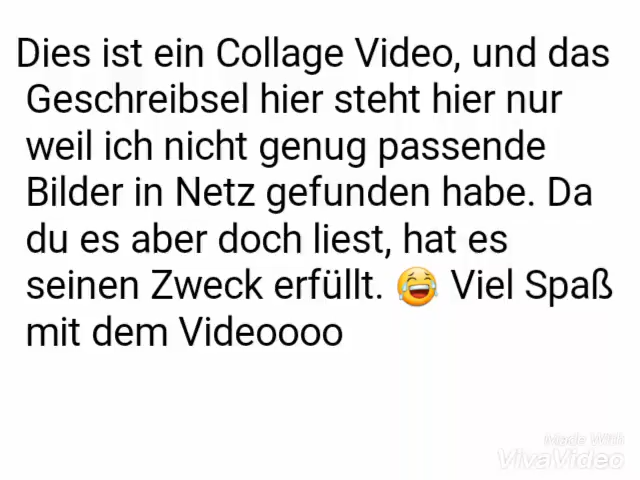 Dies ist ein Collage Video, und das
Geschreibsel hier steht hier nur
weil ich nicht genug passende
Bilder in Netz gefunden habe. Da
du es aber doch liest, hat es
seinen Zweck erfüllt. 😂 Viel Spaß
mit dem Videoooo
Made With
VivaVideo